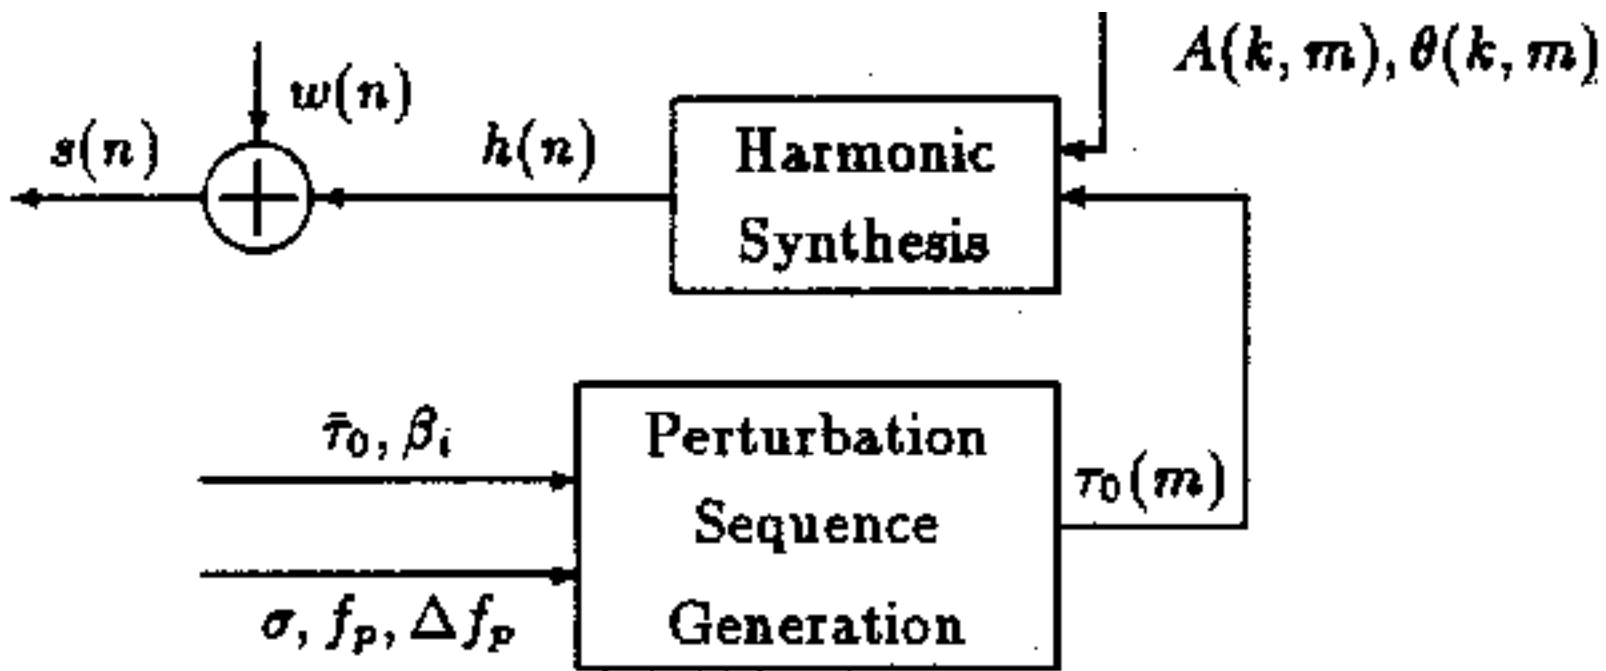 A(k, m), θ(k, m)
w(n)
s(n)
h(n)
Harmonic
Synthesis
τ̄₀, βᵢ
Perturbation
τ₀(m)
Sequence
σ, fₚ, Δfₚ
Generation